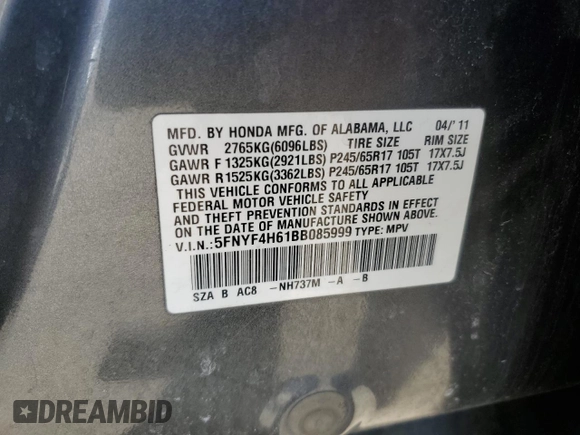 MFD. BY HONDA MFG. OF ALABAMA, LLC 04/'11
GVWR 2765KG(6096LBS) TIRE SIZE RIM SIZE
GAWR F 1325KG(2921LBS) P245/65R17 105T 17X7.5J
GAWR R 1525KG(3362LBS) P245/65R17 105T 17X7.5J
THIS VEHICLE CONFORMS TO ALL APPLICABLE
FEDERAL MOTOR VEHICLE SAFETY, BUMPER,
AND THEFT PREVENTION STANDARDS IN EFFECT
ON THE DATE OF MANUFACTURE SHOWN ABOVE.
V.I.N.:5FNYF4H61BB085999 TYPE: MPV
SZA B AC8 -NH737M -A -B
DREAMBID